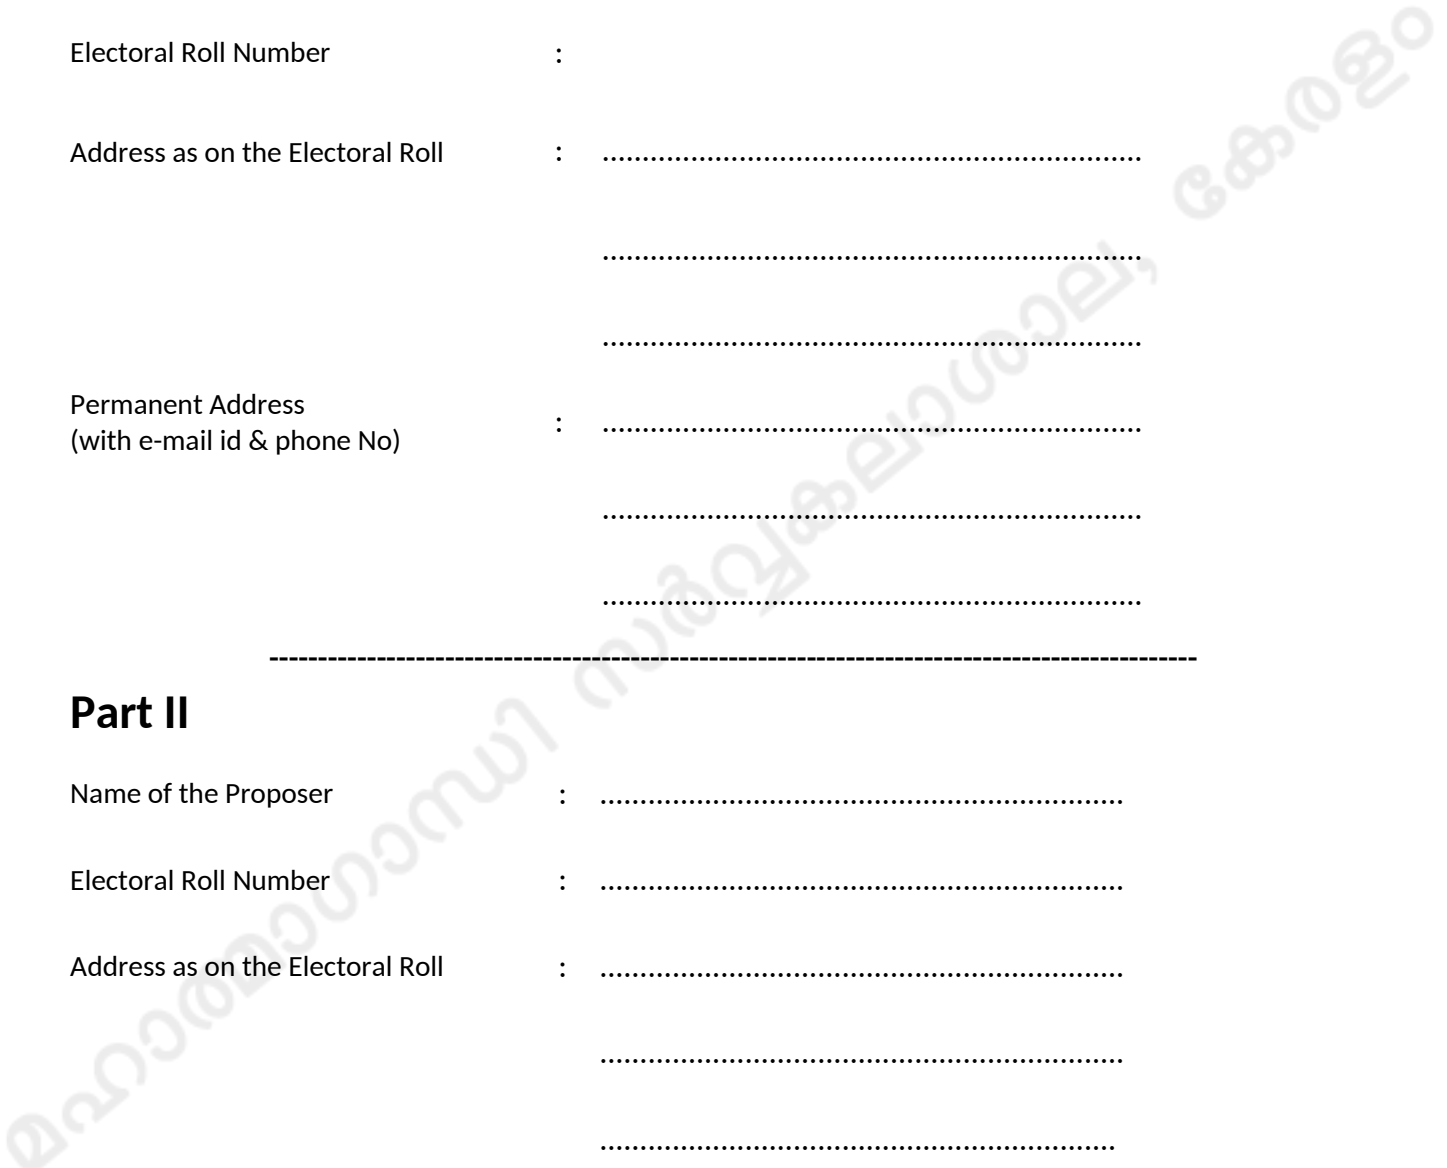 Electoral Roll Number :
Address as on the Electoral Roll : ....................................................................
....................................................................
....................................................................
Permanent Address
(with e-mail id & phone No) : ....................................................................
....................................................................
....................................................................
-----------------------------------------------------------------------------------------------
Part II
Name of the Proposer : ..................................................................
Electoral Roll Number : ..................................................................
Address as on the Electoral Roll : ..................................................................
..................................................................
.................................................................
മഹാത്മാഗാന്ധി സർവ്വകലാശാല, കേരളം